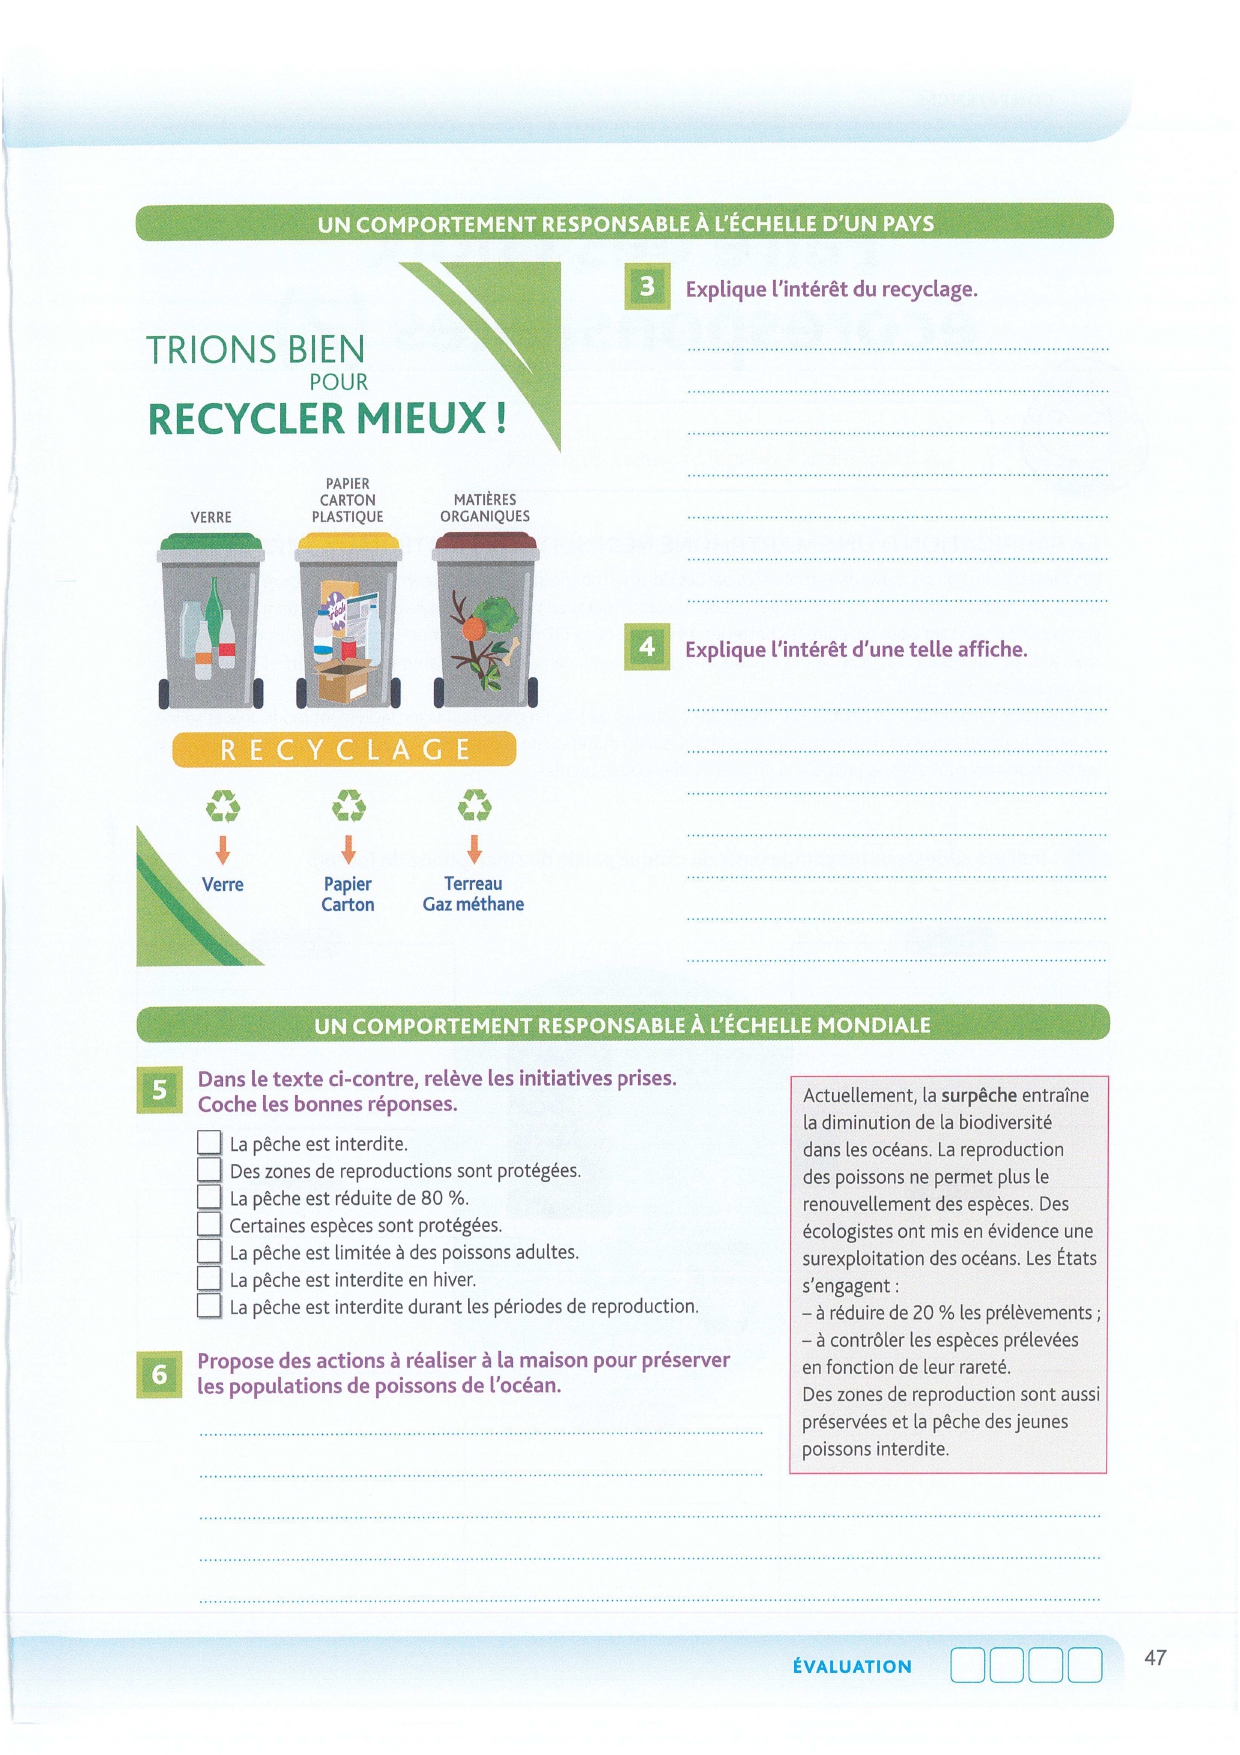 UN COMPORTEMENT RESPONSABLE À L'ÉCHELLE D'UN PAYS
TRIONS BIEN
POUR
RECYCLER MIEUX !
VERRE
PAPIER
CARTON
PLASTIQUE
MATIÈRES
ORGANIQUES
RECYCLAGE
Verre
Papier
Carton
Terreau
Gaz méthane
3 Explique l'intérêt du recyclage.
4 Explique l'intérêt d'une telle affiche.
UN COMPORTEMENT RESPONSABLE À L'ÉCHELLE MONDIALE
5 Dans le texte ci-contre, relève les initiatives prises.
Coche les bonnes réponses.
La pêche est interdite.
Des zones de reproductions sont protégées.
La pêche est réduite de 80 %.
Certaines espèces sont protégées.
La pêche est limitée à des poissons adultes.
La pêche est interdite en hiver.
La pêche est interdite durant les périodes de reproduction.
6 Propose des actions à réaliser à la maison pour préserver
les populations de poissons de l'océan.
Actuellement, la surpêche entraîne
la diminution de la biodiversité
dans les océans. La reproduction
des poissons ne permet plus le
renouvellement des espèces. Des
écologistes ont mis en évidence une
surexploitation des océans. Les États
s'engagent :
– à réduire de 20 % les prélèvements ;
– à contrôler les espèces prélevées
en fonction de leur rareté.
Des zones de reproduction sont aussi
préservées et la pêche des jeunes
poissons interdite.
ÉVALUATION
47